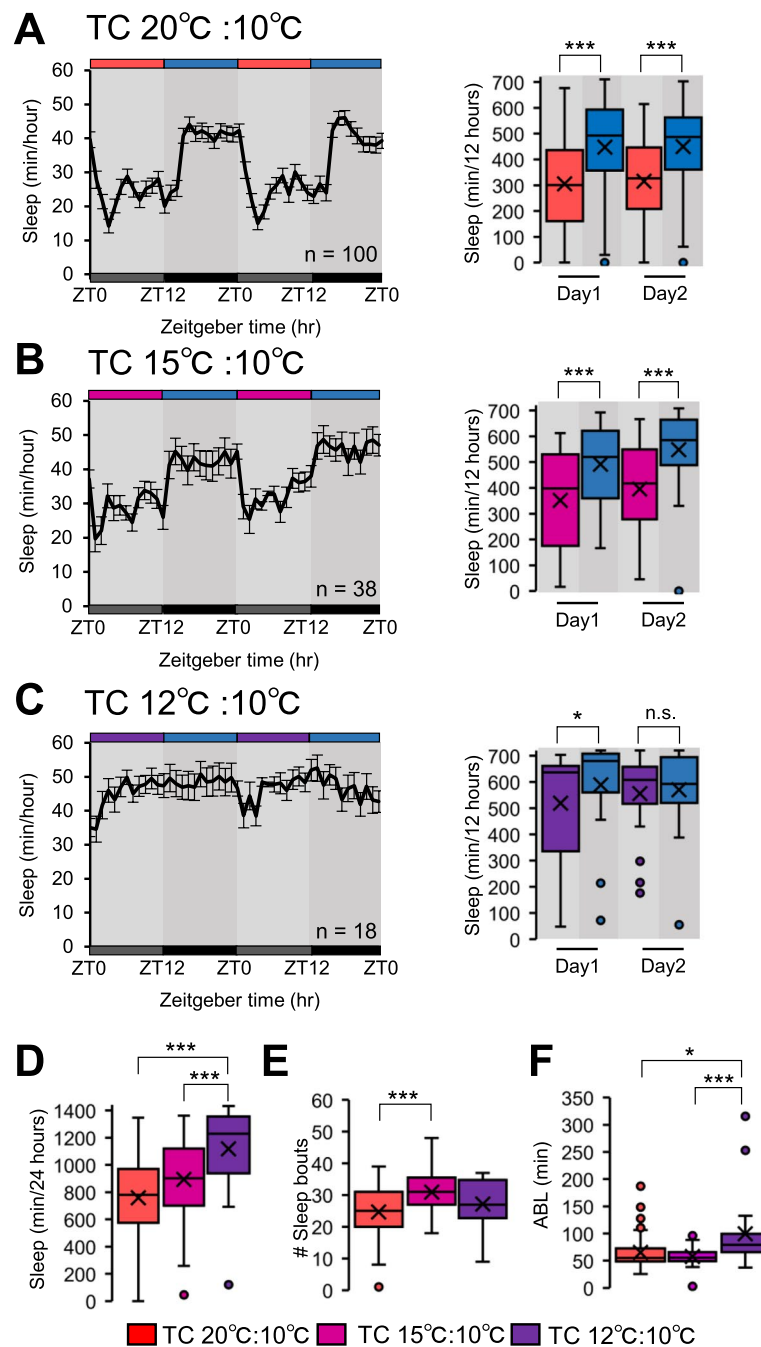 A TC 20℃ :10℃
Sleep (min/hour)
60
50
40
30
20
10
0
n = 100
ZT0 ZT12 ZT0 ZT12 ZT0
Zeitgeber time (hr)
Sleep (min/12 hours)
700
600
500
400
300
200
100
0
*** ***
Day1 Day2
B TC 15℃ :10℃
Sleep (min/hour)
60
50
40
30
20
10
0
n = 38
ZT0 ZT12 ZT0 ZT12 ZT0
Zeitgeber time (hr)
Sleep (min/12 hours)
700
600
500
400
300
200
100
0
*** ***
Day1 Day2
C TC 12℃ :10℃
Sleep (min/hour)
60
50
40
30
20
10
0
n = 18
ZT0 ZT12 ZT0 ZT12 ZT0
Zeitgeber time (hr)
Sleep (min/12 hours)
700
600
500
400
300
200
100
0
* n.s.
Day1 Day2
D
Sleep (min/24 hours)
1400
1200
1000
800
600
400
200
0
***
***
E
# Sleep bouts
60
50
40
30
20
10
0
***
F
ABL (min)
350
300
250
200
150
100
50
0
*
***
TC 20℃:10℃ TC 15℃:10℃ TC 12℃:10℃